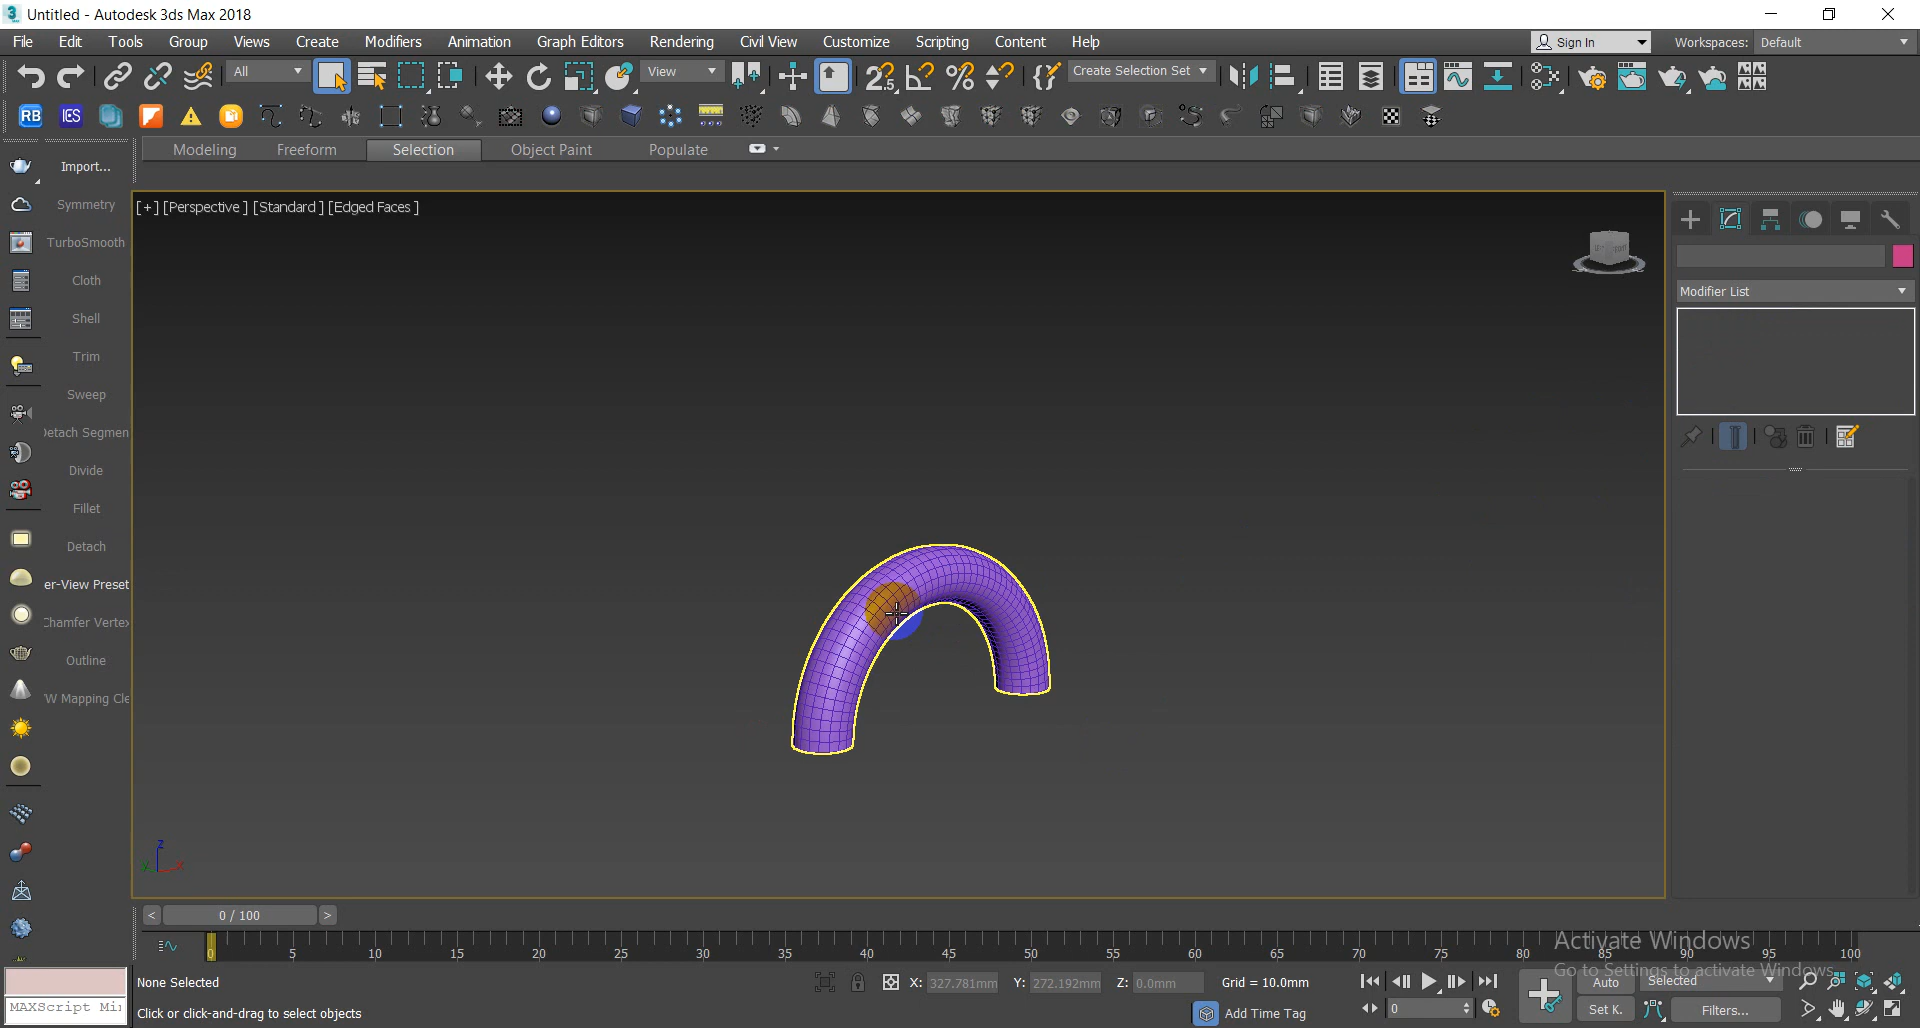 Untitled - Autodesk 3ds Max 2018
File Edit Tools Group Views Create Modifiers Animation Graph Editors Rendering Civil View Customize Scripting Content Help
Sign In Workspaces: Default
All View Create Selection Set
RB IES
Modeling Freeform Selection Object Paint Populate
Import...
[+] [Perspective] [Standard] [Edged Faces]
Symmetry
TurboSmooth
Cloth
Modifier List
Shell
Trim
Sweep
Detach Segmen
Divide
Fillet
Detach
er-View Preset
Chamfer Vertex
Outline
W Mapping Cle
z
y x
< 0 / 100 >
0 5 10 15 20 25 30 35 40 45 50 55 60 65 70 75 80 85 90 95 100
Activate Windows
Go to Settings to activate Windows.
None Selected X: 327.781mm Y: 272.192mm Z: 0.0mm Grid = 10.0mm Auto Selected
MAXScript Mi
Click or click-and-drag to select objects Add Time Tag 0 Set K. Filters...